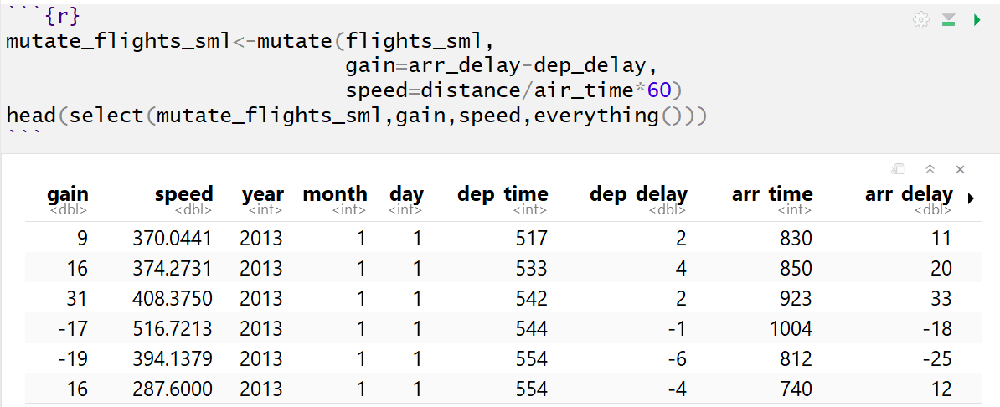 ```{r}
mutate_flights_sml<-mutate(flights_sml,
gain=arr_delay-dep_delay,
speed=distance/air_time*60)
head(select(mutate_flights_sml,gain,speed,everything()))
```
gain speed year month day dep_time dep_delay arr_time arr_delay
<dbl> <dbl> <int> <int> <int> <int> <dbl> <int> <dbl>
9 370.0441 2013 1 1 517 2 830 11
16 374.2731 2013 1 1 533 4 850 20
31 408.3750 2013 1 1 542 2 923 33
-17 516.7213 2013 1 1 544 -1 1004 -18
-19 394.1379 2013 1 1 554 -6 812 -25
16 287.6000 2013 1 1 554 -4 740 12